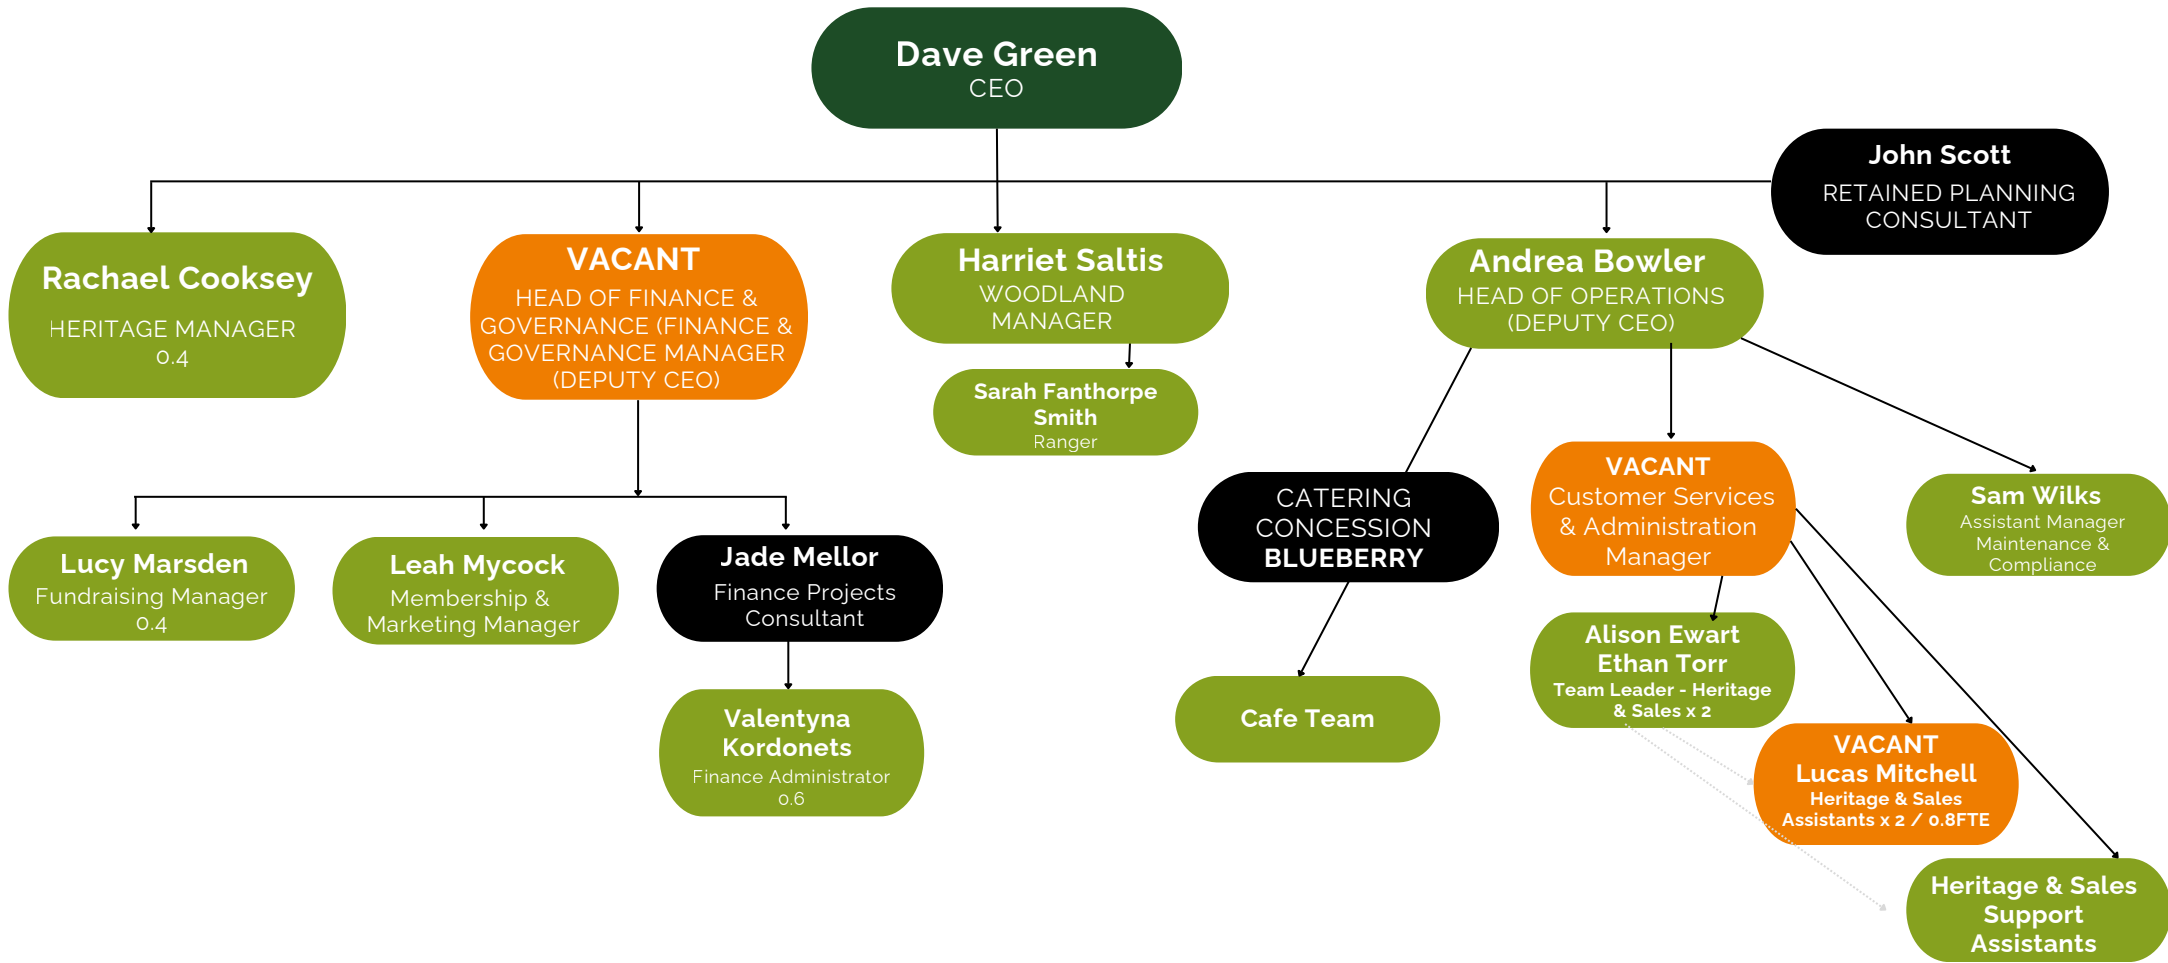 Dave Green
CEO
John Scott
RETAINED PLANNING
CONSULTANT
Rachael Cooksey
HERITAGE MANAGER
0.4
VACANT
HEAD OF FINANCE &
GOVERNANCE (FINANCE &
GOVERNANCE MANAGER
(DEPUTY CEO)
Harriet Saltis
WOODLAND
MANAGER
Andrea Bowler
HEAD OF OPERATIONS
(DEPUTY CEO)
Sarah Fanthorpe
Smith
Ranger
Lucy Marsden
Fundraising Manager
0.4
Leah Mycock
Membership &
Marketing Manager
Jade Mellor
Finance Projects
Consultant
Valentyna
Kordonets
Finance Administrator
0.6
CATERING
CONCESSION
BLUEBERRY
Cafe Team
VACANT
Customer Services
& Administration
Manager
Sam Wilks
Assistant Manager
Maintenance &
Compliance
Alison Ewart
Ethan Torr
Team Leader - Heritage
& Sales x 2
VACANT
Lucas Mitchell
Heritage & Sales
Assistants x 2 / 0.8FTE
Heritage & Sales
Support
Assistants